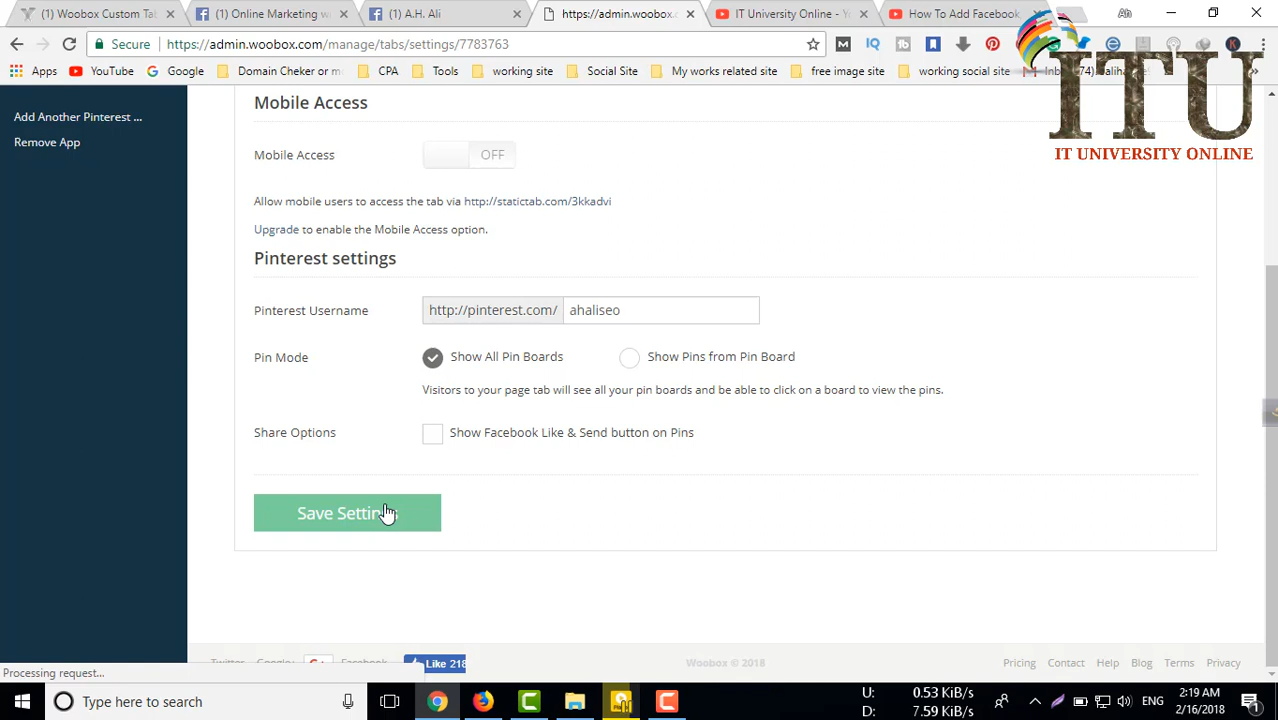 (1) Woobox Custom Tab
(1) Online Marketing w
(1) A.H. Ali
https://admin.woobox.c
IT University Online - Y
How To Add Facebook
Ah
Secure
https://admin.woobox.com/manage/tabs/settings/7783763
Apps
YouTube
Google
Domain Cheker or m
CPA
Tools
working site
Social Site
My works related site
free image site
working social site
ITU
IT UNIVERSITY ONLINE
Add Another Pinterest ...
Remove App
Mobile Access
Mobile Access
OFF
Allow mobile users to access the tab via http://statictab.com/3kkadvi
Upgrade to enable the Mobile Access option.
Pinterest settings
Pinterest Username
http://pinterest.com/
ahaliseo
Pin Mode
Show All Pin Boards
Show Pins from Pin Board
Visitors to your page tab will see all your pin boards and be able to click on a board to view the pins.
Share Options
Show Facebook Like & Send button on Pins
Save Settings
Processing request...
Like 218
Woobox © 2018
Pricing
Contact
Help
Blog
Terms
Privacy
Type here to search
U: 0.53 KiB/s
D: 7.59 KiB/s
ENG
2:19 AM
2/16/2018